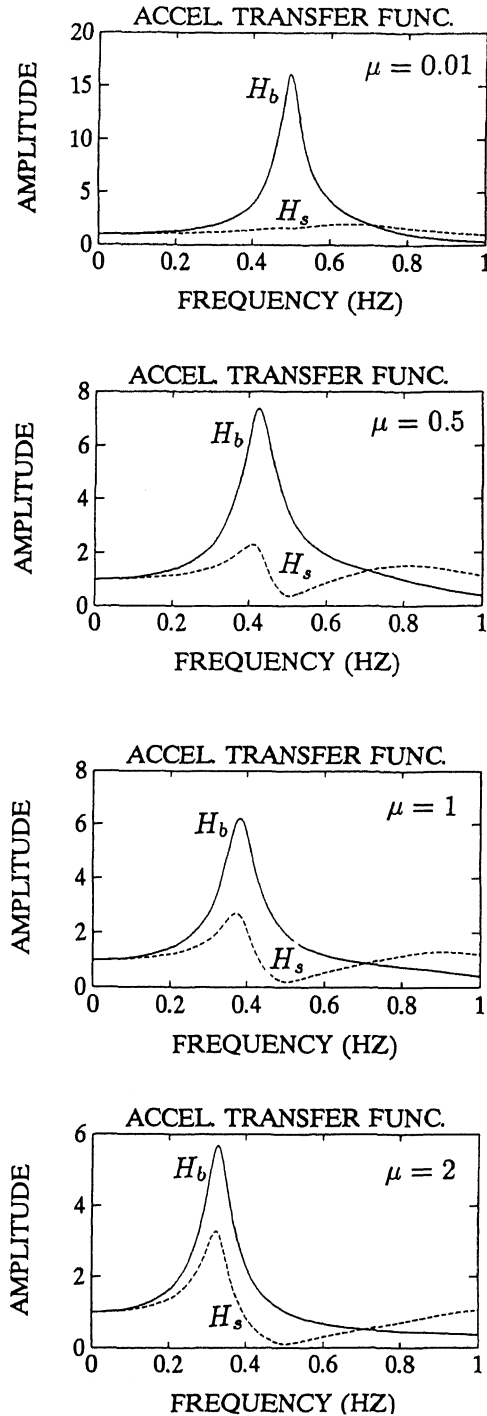 ACCEL. TRANSFER FUNC.
20
15
10
5
0
AMPLITUDE
H_b
H_s
μ = 0.01
0 0.2 0.4 0.6 0.8 1
FREQUENCY (HZ)
ACCEL. TRANSFER FUNC.
8
6
4
2
0
AMPLITUDE
H_b
H_s
μ = 0.5
0 0.2 0.4 0.6 0.8 1
FREQUENCY (HZ)
ACCEL. TRANSFER FUNC.
8
6
4
2
0
AMPLITUDE
H_b
H_s
μ = 1
0 0.2 0.4 0.6 0.8 1
FREQUENCY (HZ)
ACCEL. TRANSFER FUNC.
6
4
2
0
AMPLITUDE
H_b
H_s
μ = 2
0 0.2 0.4 0.6 0.8 1
FREQUENCY (HZ)